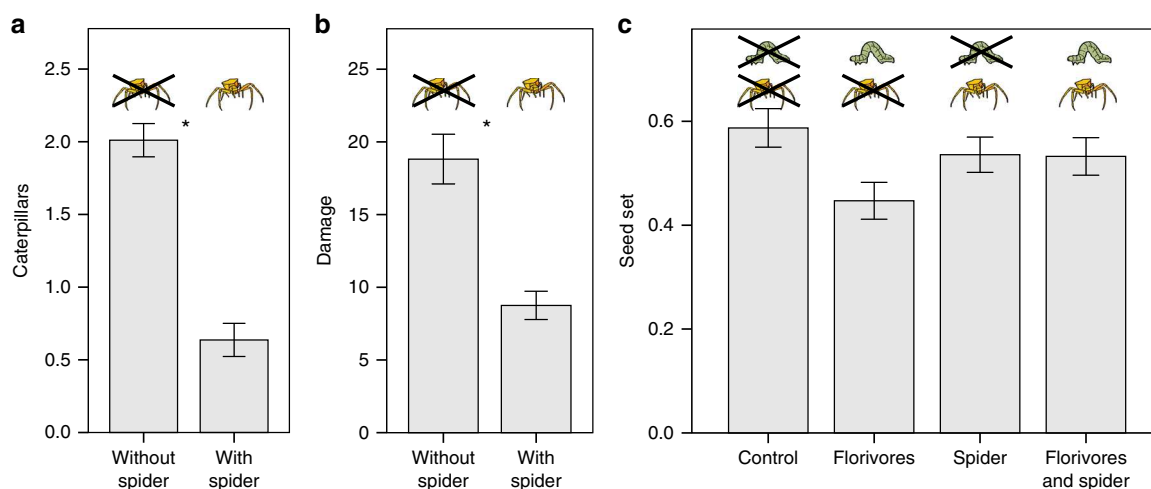 a
2.5
2.0
1.5
1.0
0.5
0.0
Caterpillars
*
Without
spider
With
spider
b
25
20
15
10
5
0
Damage
*
Without
spider
With
spider
c
0.6
0.4
0.2
0.0
Seed set
Control
Florivores
Spider
Florivores
and spider